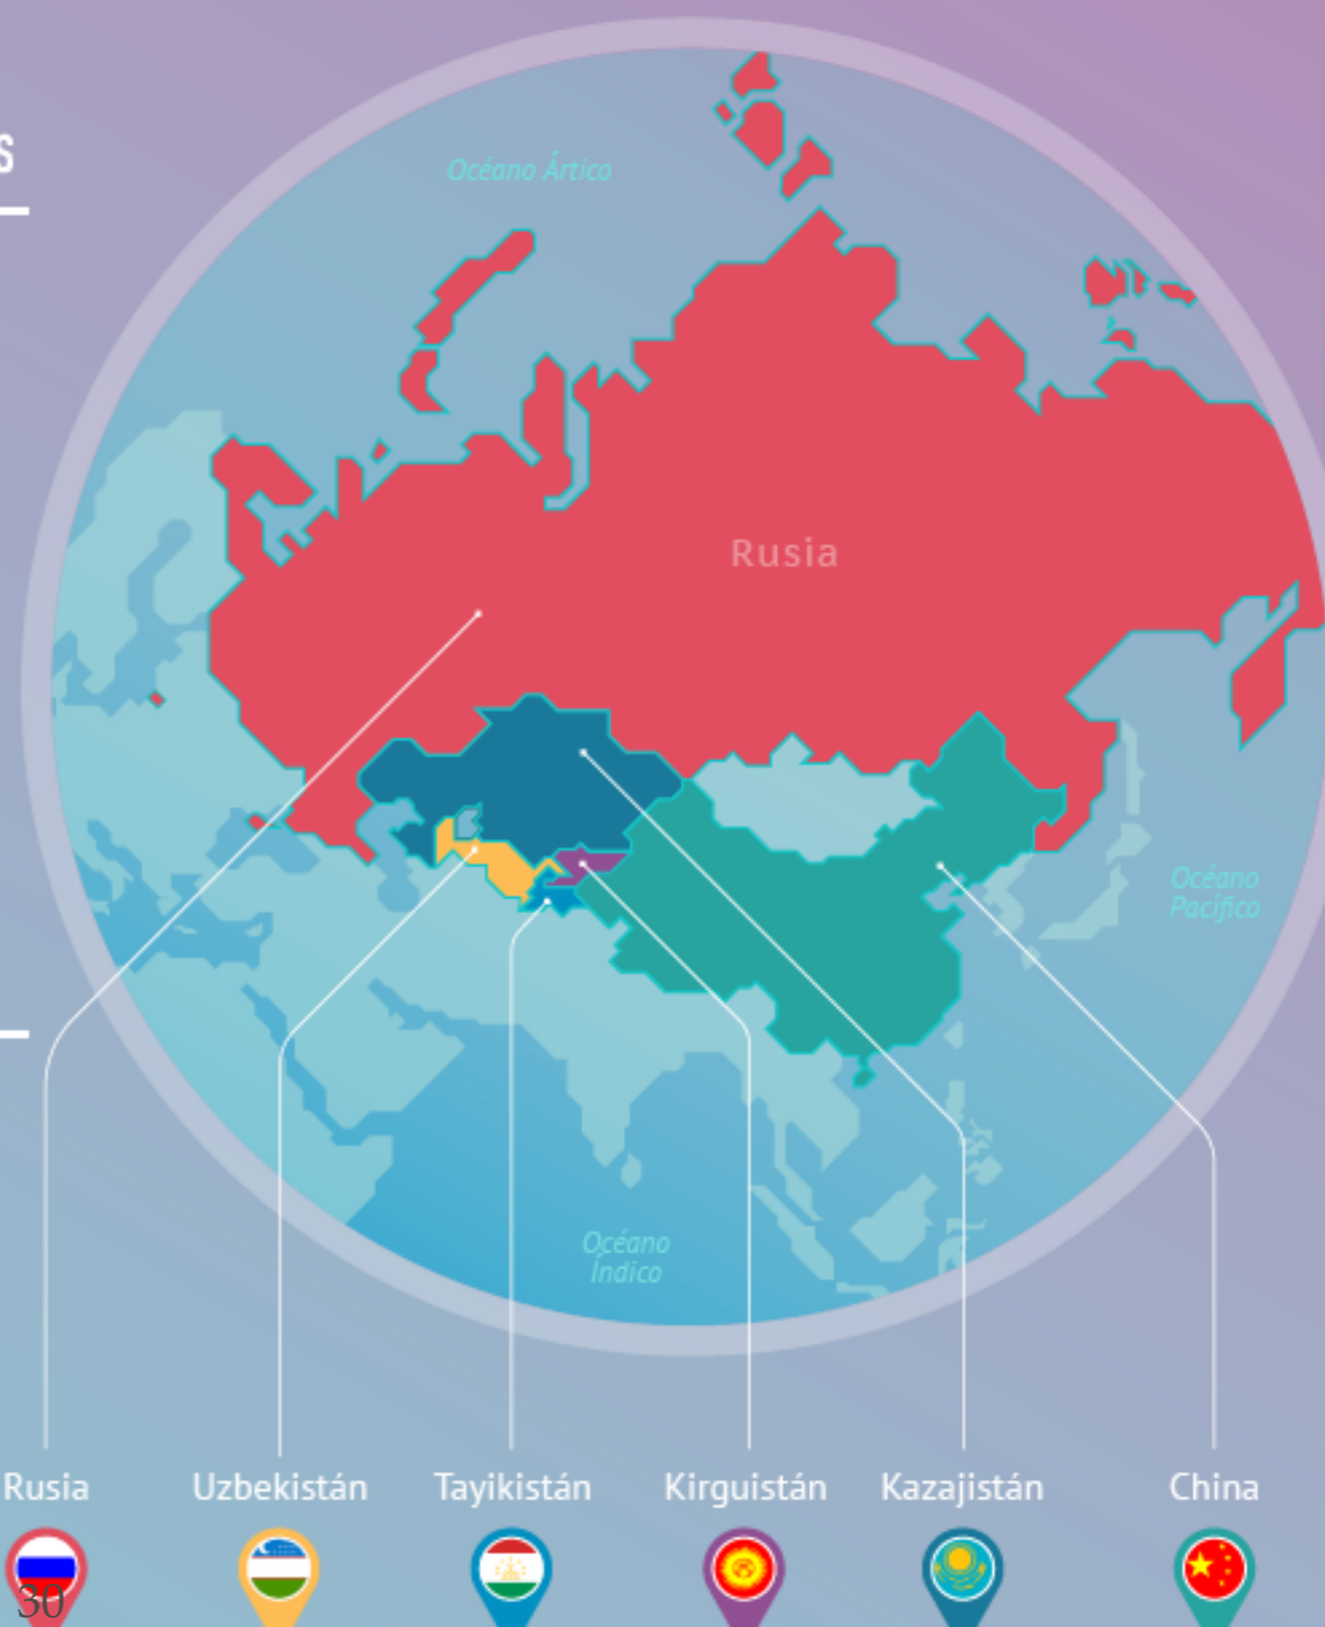 S
Océano Ártico
Rusia
Océano
Pacífico
Océano
Índico
Rusia Uzbekistán Tayikistán Kirguistán Kazajistán China
30